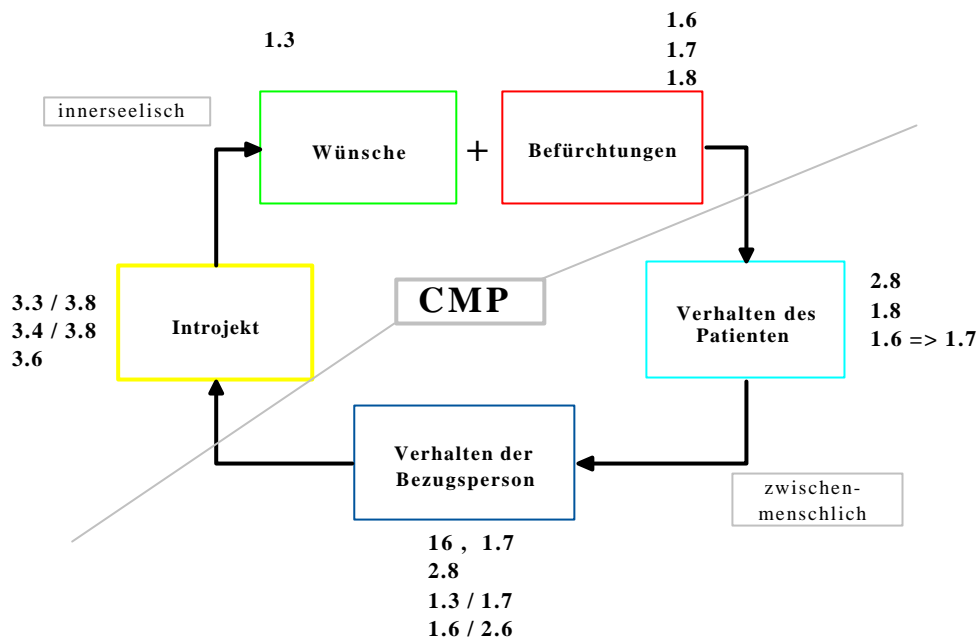 1.3
1.6
1.7
1.8
innerseelisch
Wünsche
+
Befürchtungen
CMP
3.3 / 3.8
3.4 / 3.8
3.6
Introjekt
Verhalten des
Patienten
2.8
1.8
1.6 => 1.7
Verhalten der
Bezugsperson
zwischen-
menschlich
16 , 1.7
2.8
1.3 / 1.7
1.6 / 2.6